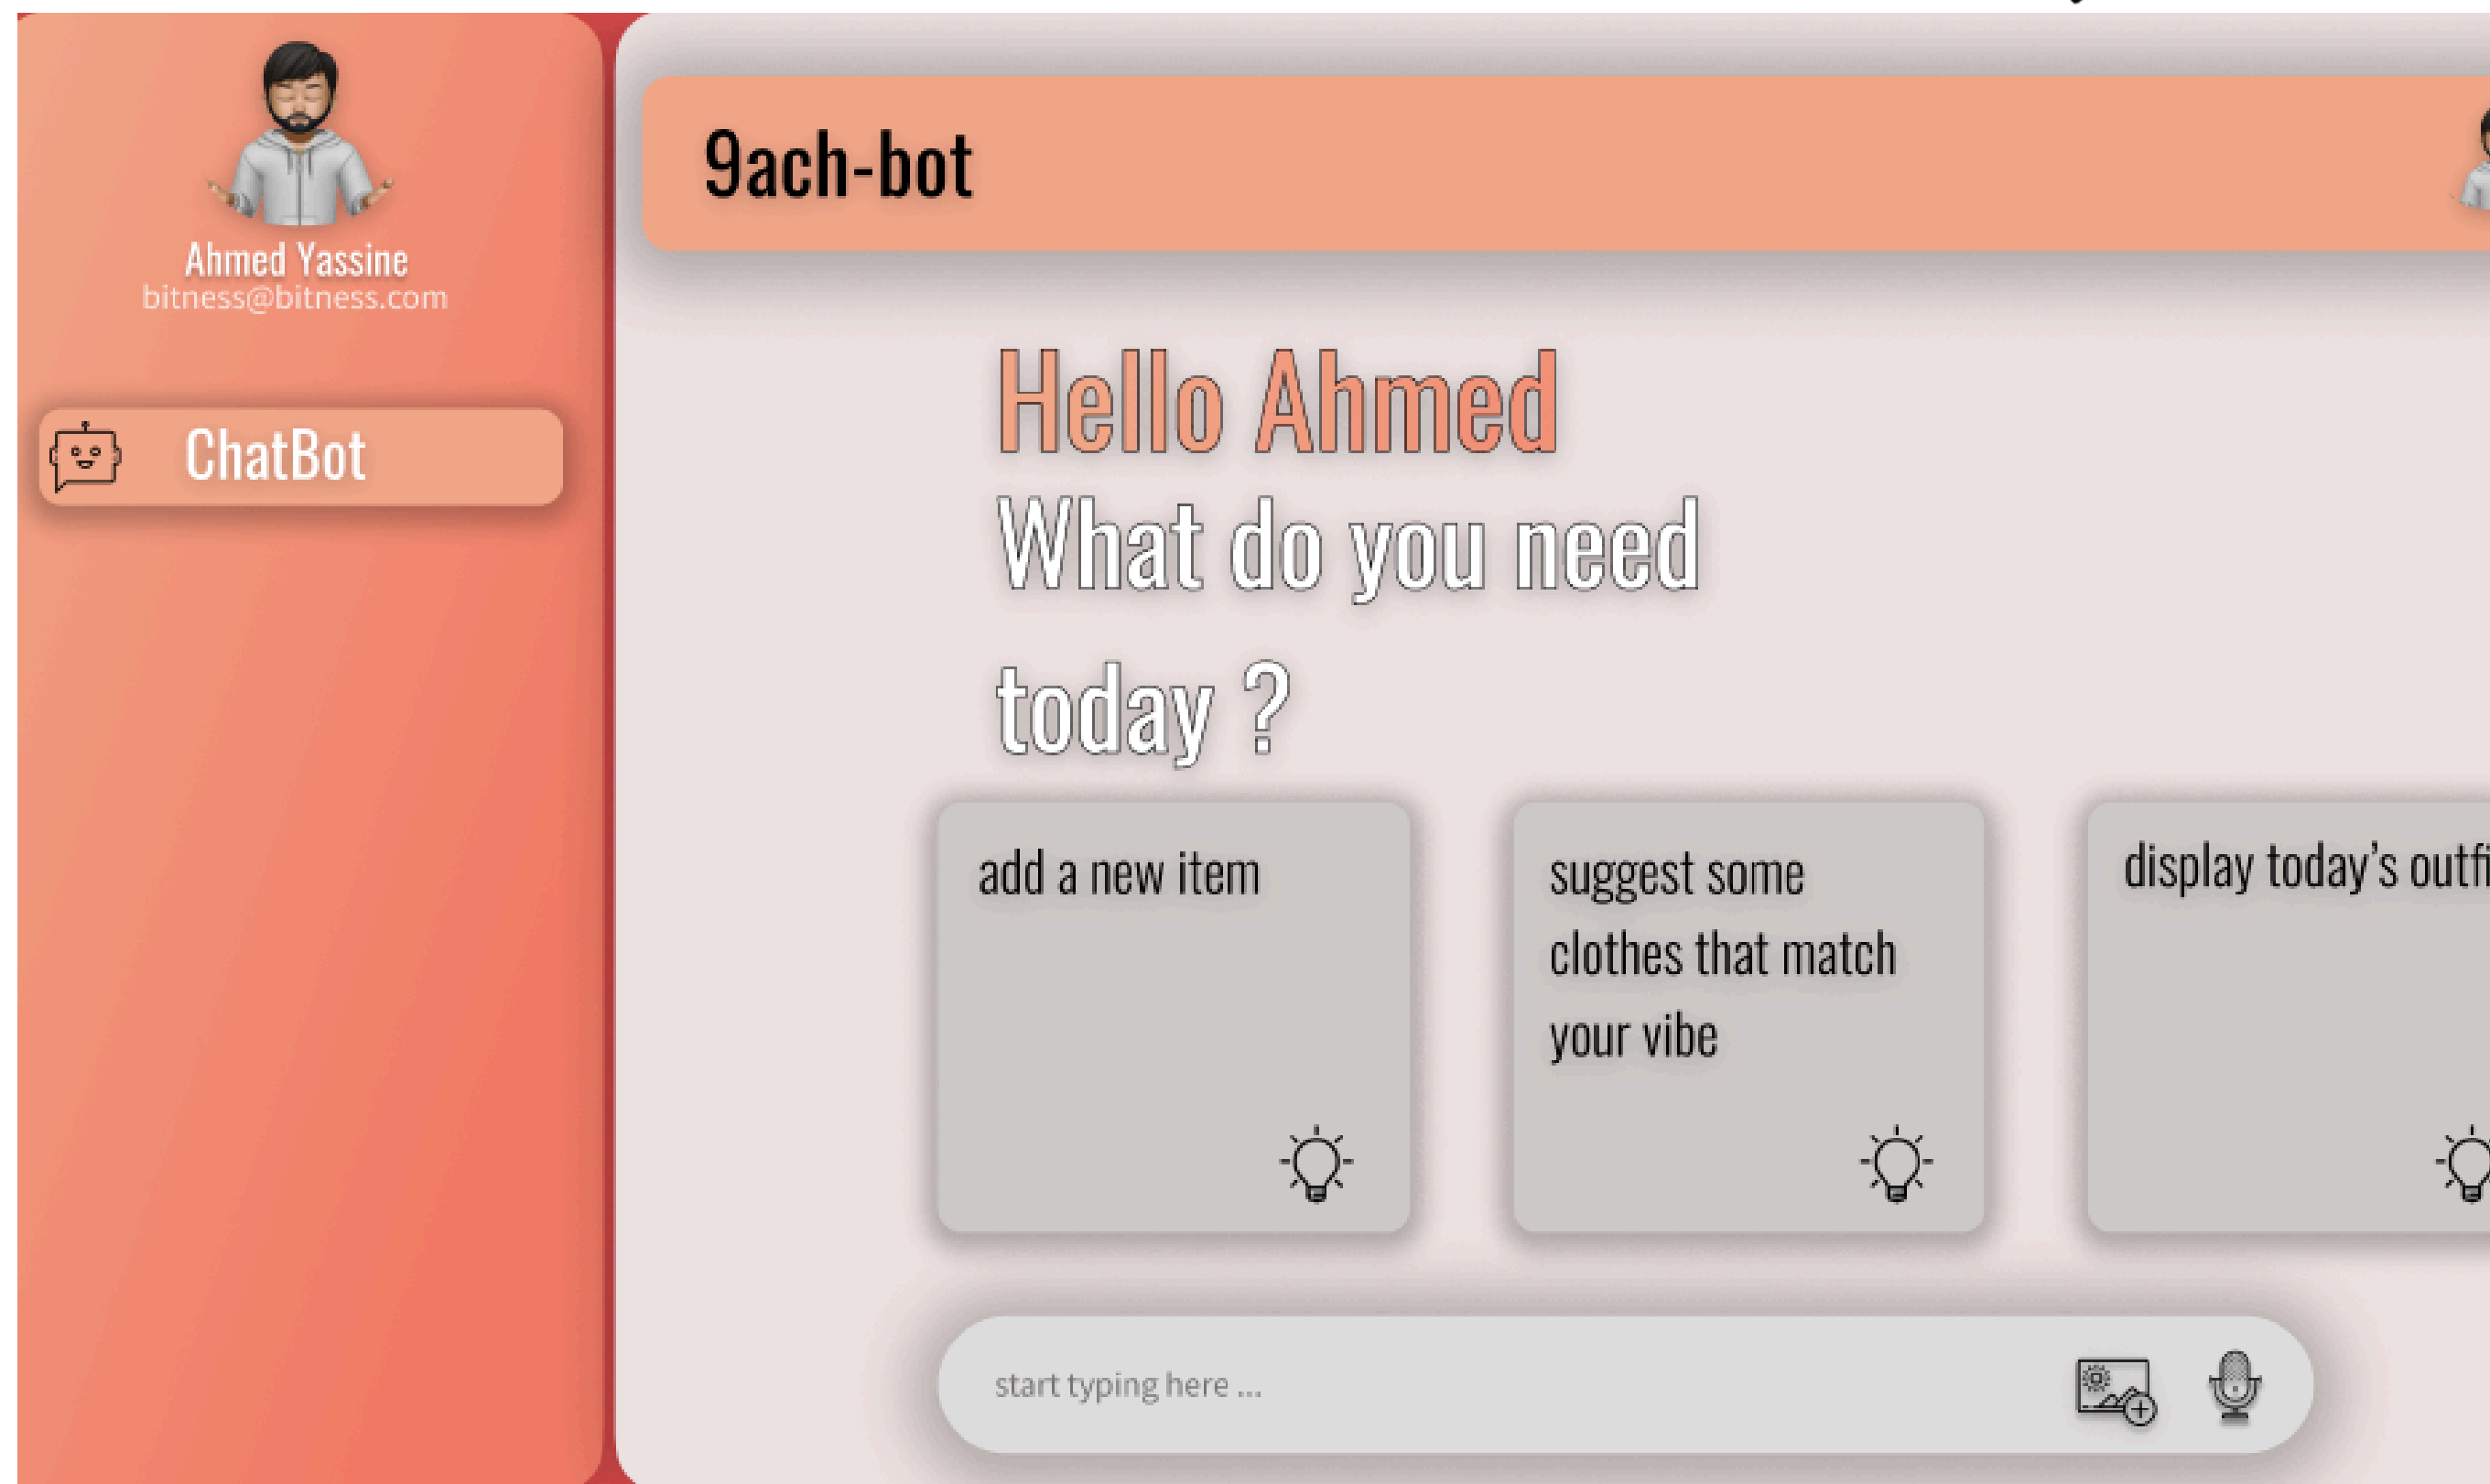 Ahmed Yassine
bitness@bitness.com
ChatBot
9ach-bot
Hello Ahmed
What do you need
today ?
add a new item
suggest some
clothes that match
your vibe
display today’s
start typing here ...